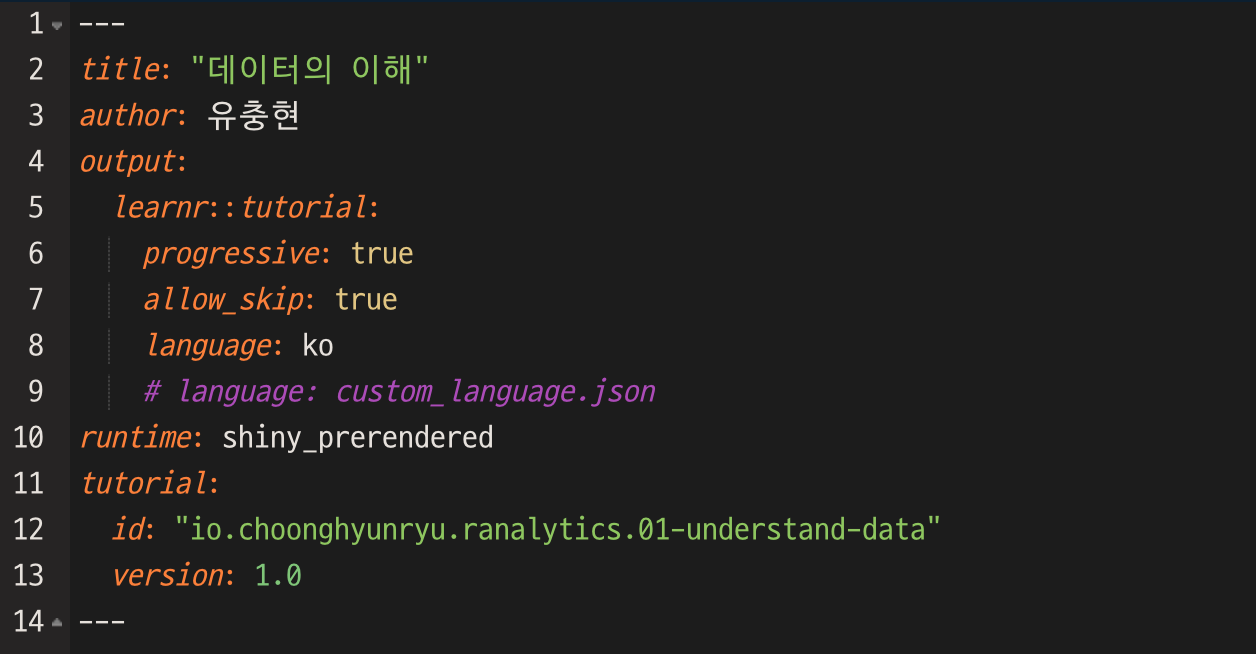 1 ---
2 title: "데이터의 이해"
3 author: 유충현
4 output:
5   learnr::tutorial:
6     progressive: true
7     allow_skip: true
8     language: ko
9     # language: custom_language.json
10 runtime: shiny_prerendered
11 tutorial:
12   id: "io.choonghyunryu.ranalytics.01-understand-data"
13   version: 1.0
14 ---